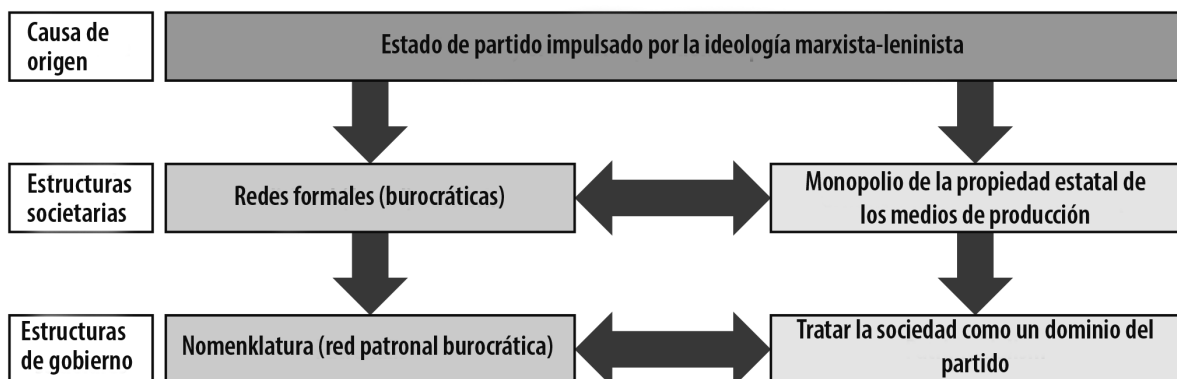 Causa de
origen
Estado de partido impulsado por la ideología marxista-leninista
Estructuras
societarias
Redes formales (burocráticas)
Monopolio de la propiedad estatal de
los medios de producción
Estructuras
de gobierno
Nomenklatura (red patronal burocrática)
Tratar la sociedad como un dominio del
partido